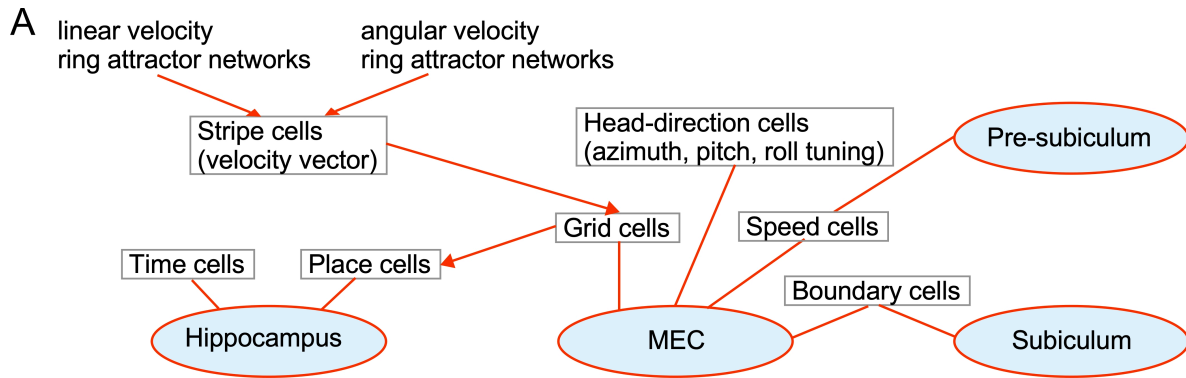 A
linear velocity
ring attractor networks
angular velocity
ring attractor networks
Stripe cells
(velocity vector)
Head-direction cells
(azimuth, pitch, roll tuning)
Pre-subiculum
Grid cells
Speed cells
Time cells
Place cells
Boundary cells
Hippocampus
MEC
Subiculum